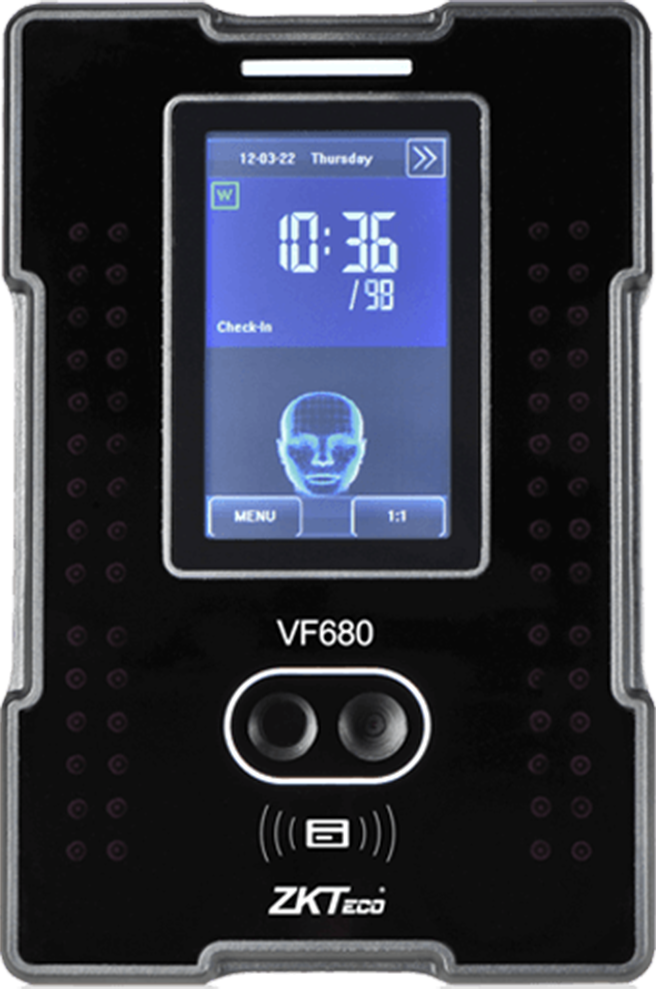 12-03-22 Thursday
W
10:36
/98
Check-In
MENU 1:1
VF680
ZKTECO